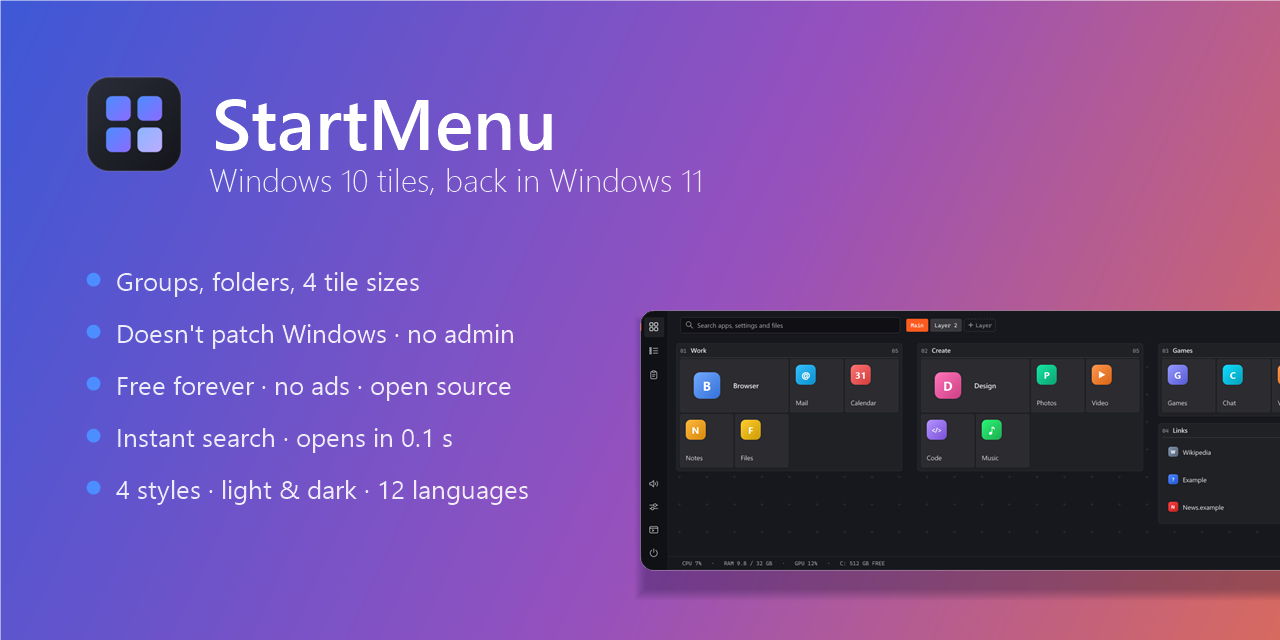 StartMenu
Windows 10 tiles, back in Windows 11
Groups, folders, 4 tile sizes
Doesn't patch Windows · no admin
Free forever · no ads · open source
Instant search · opens in 0.1 s
4 styles · light & dark · 12 languages
Search apps, settings and files
Main
Layer 2
+ Layer
01 Work 05
B Browser
@ Mail
31 Calendar
N Notes
F Files
02 Create 05
D Design
P Photos
Video
</> Code
Music
03 Games
G Games
C Chat
04 Links
W Wikipedia
Example
N News.example
CPU 7% · RAM 9.8 / 32 GB · GPU 12% · C: 512 GB FREE